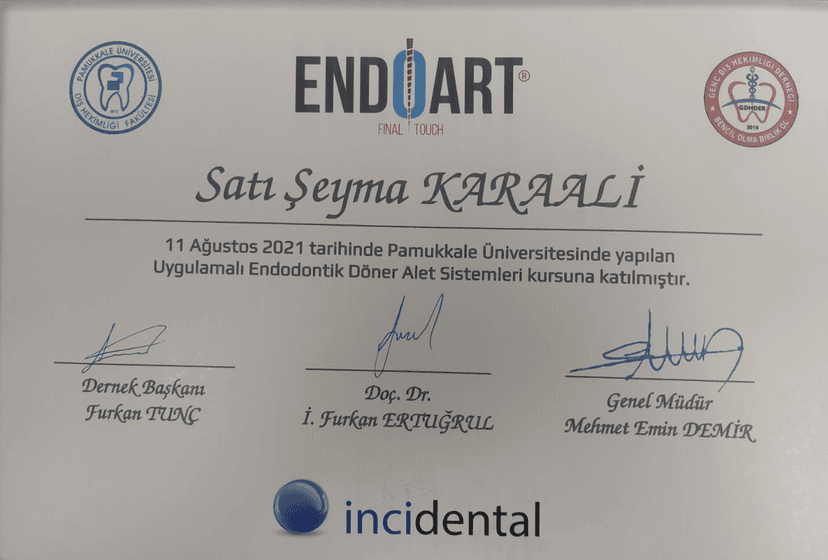 PAMUKKALE ÜNİVERSİTESİ
DİŞ HEKİMLİĞİ FAKÜLTESİ
ENDOART®
FINAL TOUCH
GENÇ DİŞ HEKİMLİĞİ DERNEĞİ
GDHDER
2019
BENCİL OLMA BİRLİK OL
Satı Şeyma KARAALİ
11 Ağustos 2021 tarihinde Pamukkale Üniversitesinde yapılan
Uygulamalı Endodontik Döner Alet Sistemleri kursuna katılmıştır.
Dernek Başkanı
Furkan TUNÇ
Doç. Dr.
İ. Furkan ERTUĞRUL
Genel Müdür
Mehmet Emin DEMİR
incidental